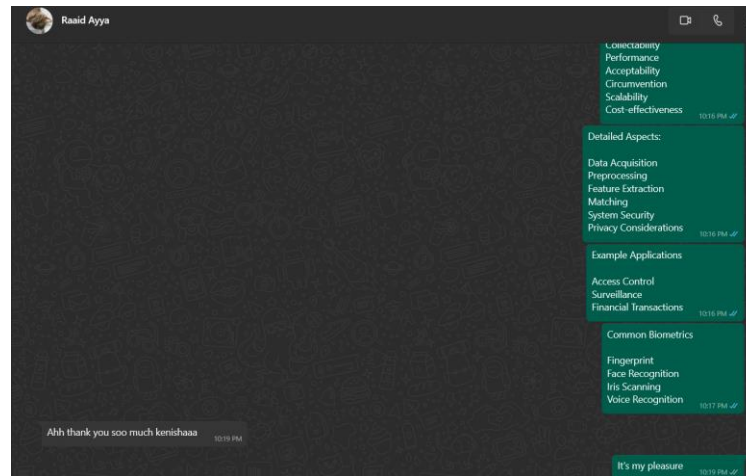 Raaid Ayya
Collectability
Performance
Acceptability
Circumvention
Scalability
Cost-effectiveness
10:16 PM
Detailed Aspects:
Data Acquisition
Preprocessing
Feature Extraction
Matching
System Security
Privacy Considerations
10:16 PM
Example Applications
Access Control
Surveillance
Financial Transactions
10:16 PM
Common Biometrics
Fingerprint
Face Recognition
Iris Scanning
Voice Recognition
10:17 PM
Ahh thank you soo much kenishaaa
10:19 PM
It's my pleasure
10:19 PM